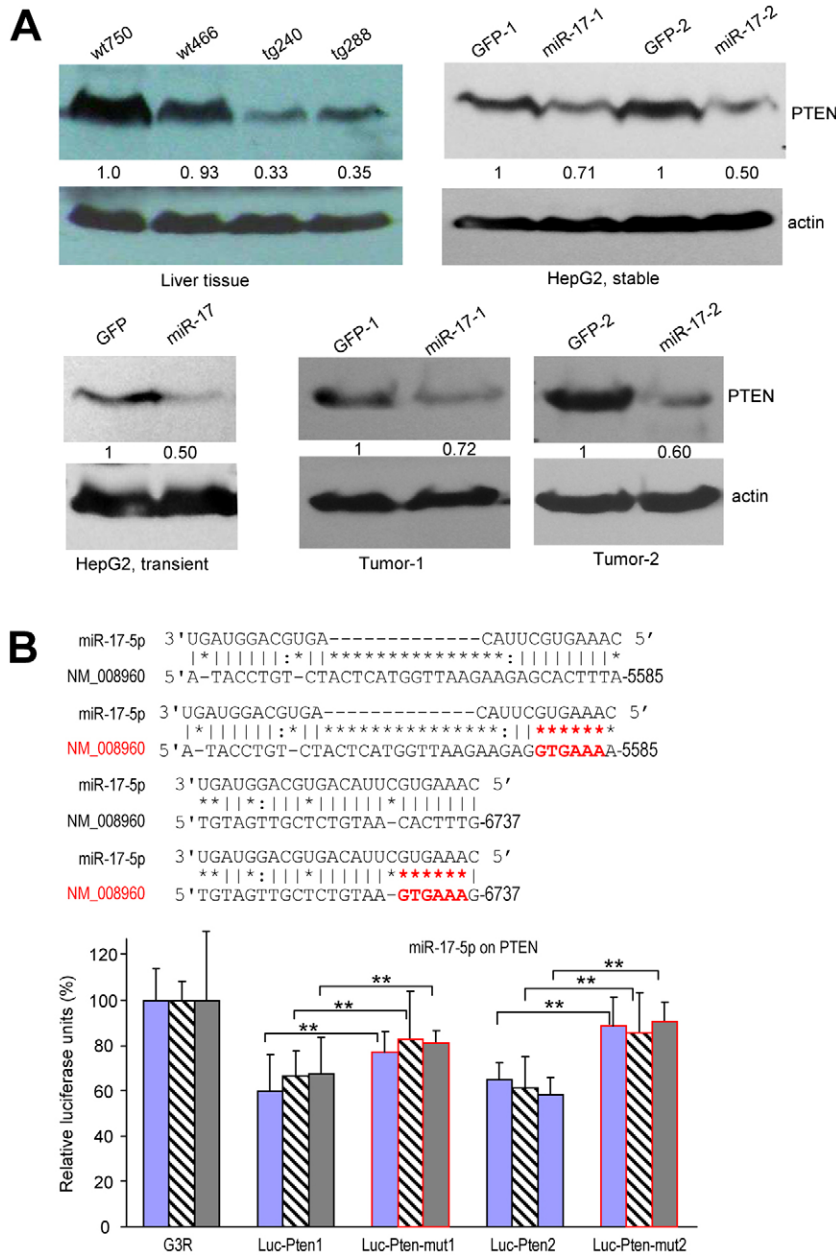 A
wt750 wt466 tg240 tg288
GFP-1 miR-17-1 GFP-2 miR-17-2
PTEN
1.0 0. 93 0.33 0.35
1 0.71 1 0.50
actin
Liver tissue
HepG2, stable
GFP miR-17
GFP-1 miR-17-1
GFP-2 miR-17-2
PTEN
1 0.50
1 0.72
1 0.60
actin
HepG2, transient
Tumor-1
Tumor-2
B
miR-17-5p 3'UGAUGGACGUGA-------------CAUUCGUGAAAC 5'
|*||||||:*||***************:|||||||*
NM_008960 5'A-TACCTGT-CTACTCATGGTTAAGAAGAGCACTTTA-5585
miR-17-5p 3'UGAUGGACGUGA-------------CAUUCGUGAAAC 5'
|*||||||:*||***************:||*******
NM_008960 5'A-TACCTGT-CTACTCATGGTTAAGAAGAGGTGAAAA-5585
miR-17-5p 3'UGAUGGACGUGACAUUCGUGAAAC 5'
**||*:|||*||||||*|||||||
NM_008960 5'TGTAGTTGCTCTGTAA-CACTTTG-6737
miR-17-5p 3'UGAUGGACGUGACAUUCGUGAAAC 5'
**||*:|||*||||||*******|
NM_008960 5'TGTAGTTGCTCTGTAA-GTGAAAG-6737
miR-17-5p on PTEN
Relative luciferase units (%)
120
100
80
60
40
20
0
** ** **
** ** **
G3R Luc-Pten1 Luc-Pten-mut1 Luc-Pten2 Luc-Pten-mut2